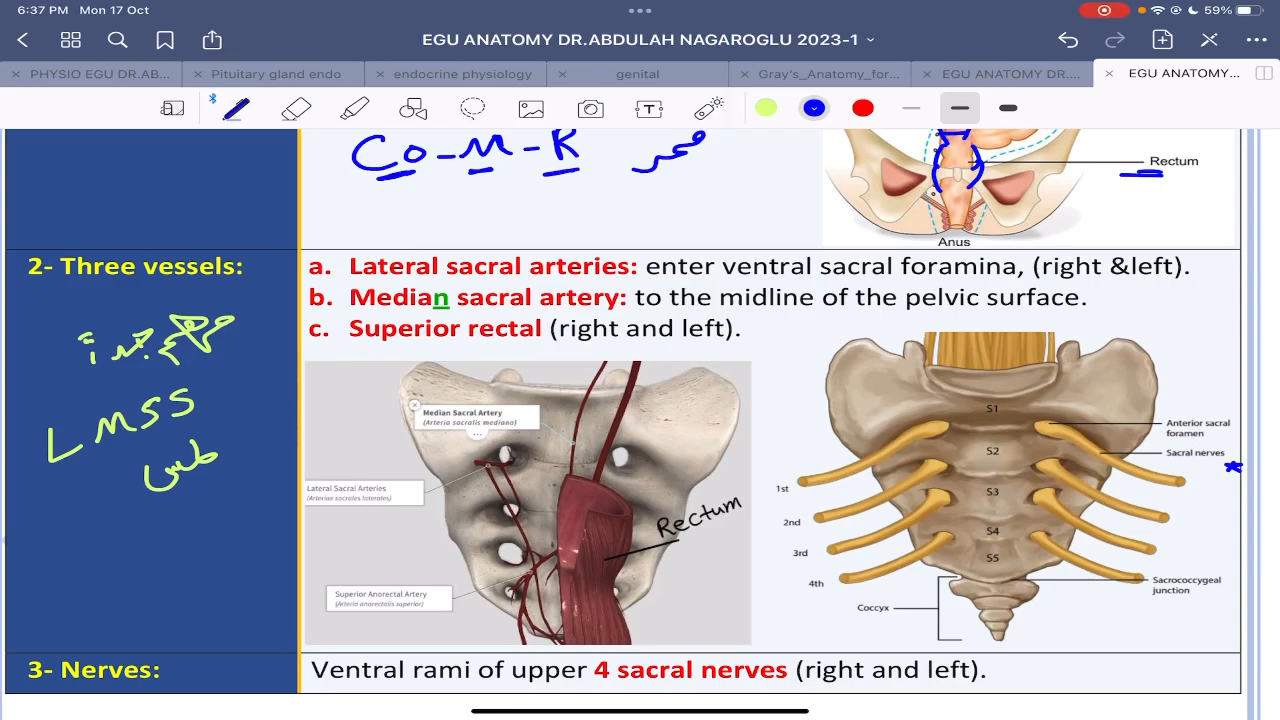 6:37 PM Mon 17 Oct
59%
EGU ANATOMY DR.ABDULAH NAGAROGLU 2023-1
PHYSIO EGU DR.AB...
Pituitary gland endo
endocrine physiology
genital
Gray's_Anatomy_for...
EGU ANATOMY DR....
EGU ANATOMY...
Co-M-R
Rectum
Anus
2- Three vessels:
a. Lateral sacral arteries: enter ventral sacral foramina, (right &left).
b. Median sacral artery: to the midline of the pelvic surface.
c. Superior rectal (right and left).
LMSS
Median Sacral Artery
(Arteria sacralis mediana)
...
Lateral Sacral Arteries
(Arteriae sacrales laterales)
Superior Anorectal Artery
(Arteria anorectalis superior)
Rectum
S1
S2
S3
S4
S5
Anterior sacral
foramen
Sacral nerves
1st
2nd
3rd
4th
Coccyx
Sacrococcygeal
junction
3- Nerves:
Ventral rami of upper 4 sacral nerves (right and left).